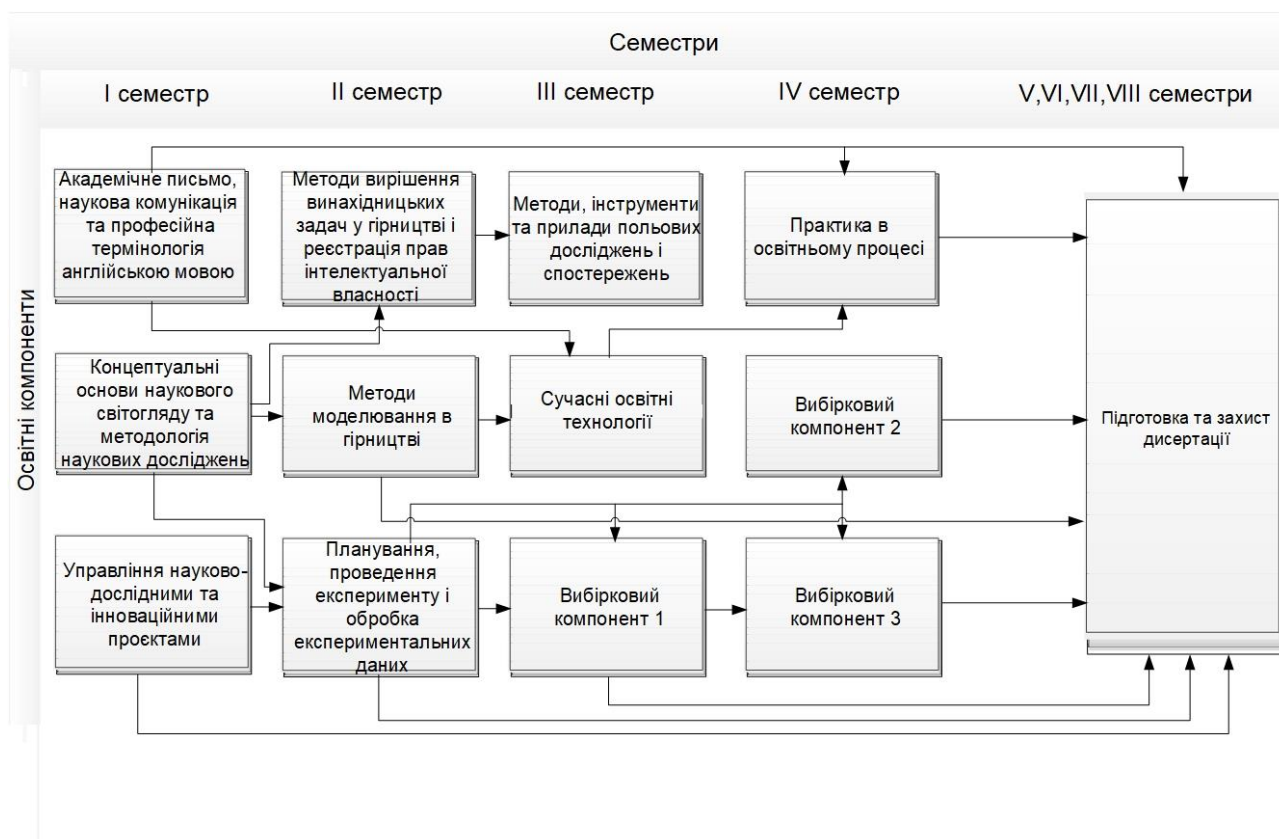 Семестри
Освітні компоненти
I семестр
II семестр
III семестр
IV семестр
V,VI,VII,VIII семестри
Академічне письмо,
наукова комунікація
та професійна
термінологія
англійською мовою
Методи вирішення
винахідницьких
задач у гірництві і
реєстрація прав
інтелектуальної
власності
Методи, інструменти
та прилади польових
досліджень і
спостережень
Практика в
освітньому процесі
Концептуальні
основи наукового
світогляду та
методологія
наукових досліджень
Методи
моделювання в
гірництві
Сучасні освітні
технології
Вибірковий
компонент 2
Підготовка та захист
дисертації
Управління науково-
дослідними та
інноваційними
проєктами
Планування,
проведення
експерименту і
обробка
експериментальних
даних
Вибірковий
компонент 1
Вибірковий
компонент 3